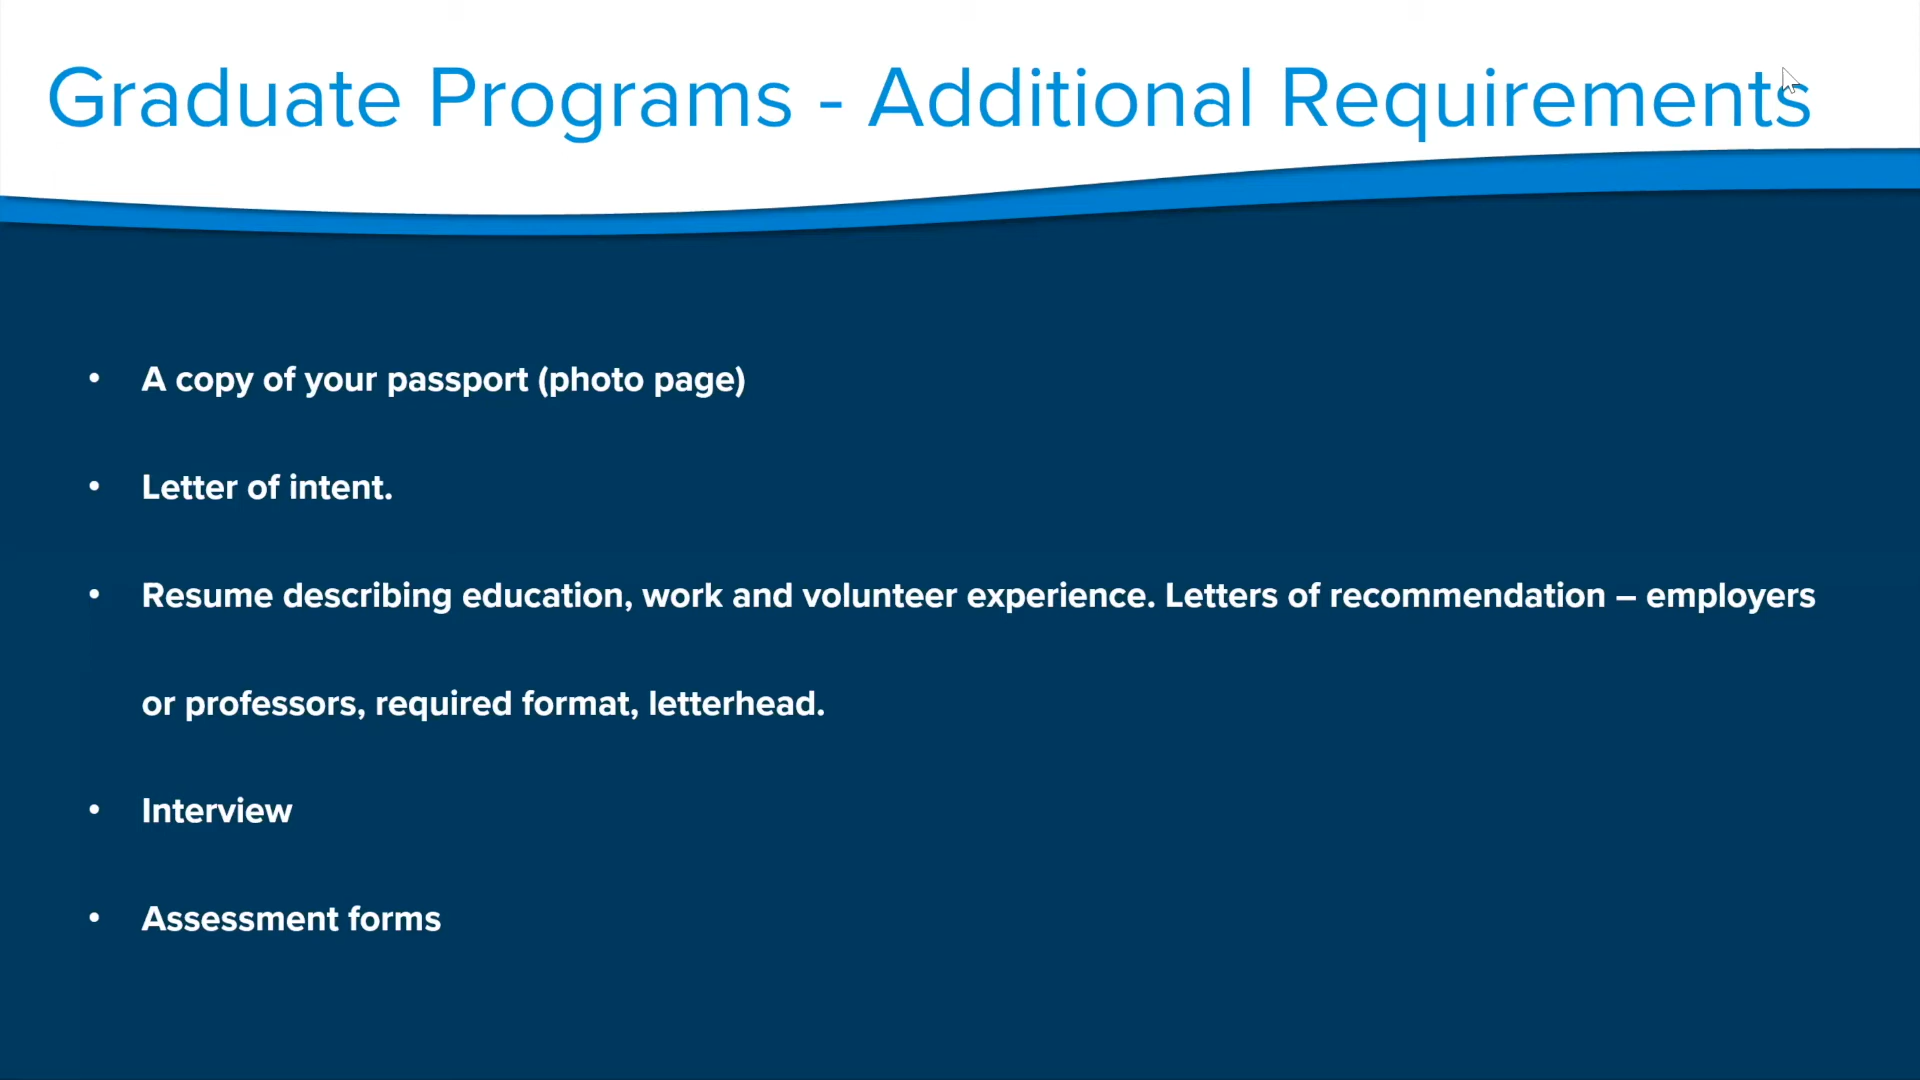 Graduate Programs - Additional Requirements
• A copy of your passport (photo page)
• Letter of intent.
• Resume describing education, work and volunteer experience. Letters of recommendation – employers
or professors, required format, letterhead.
• Interview
• Assessment forms